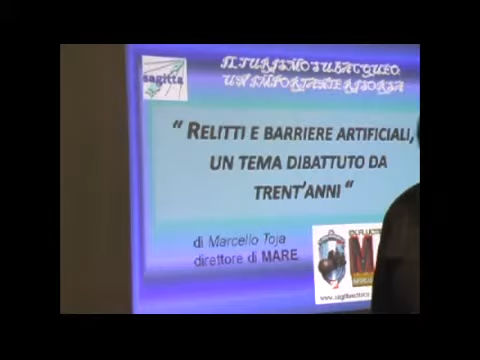 sagitta
IL TURISMO SUBACQUEO:
UN IMPORTANTE RISORSA
“ RELITTI E BARRIERE ARTIFICIALI,
UN TEMA DIBATTUTO DA
TRENT'ANNI “
di Marcello Toja
direttore di MARE